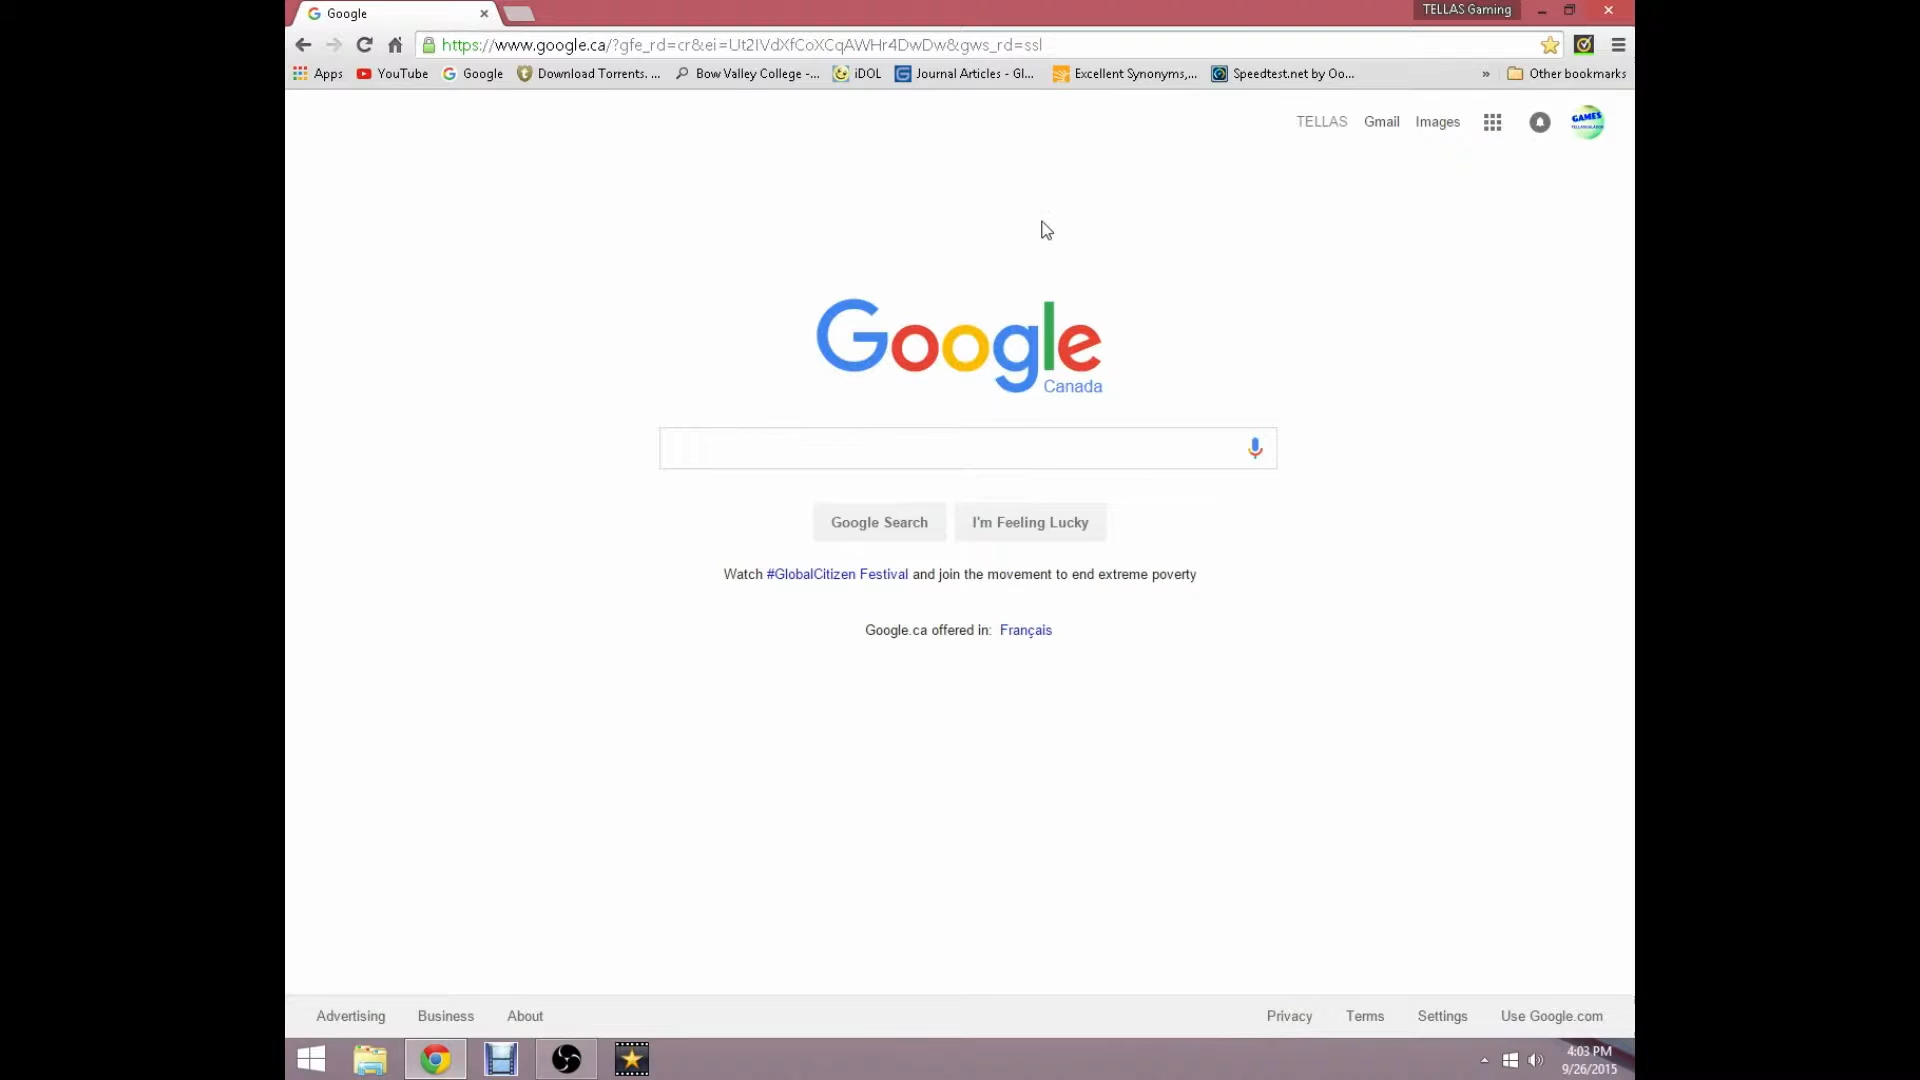 Google
TELLAS Gaming
https://www.google.ca/?gfe_rd=cr&ei=Ut2IVdXfCoXCqAWHr4DwDw&gws_rd=ssl
Apps YouTube Google Download Torrents. ... Bow Valley College -... iDOL Journal Articles - Gl... Excellent Synonyms,... Speedtest.net by Oo... » Other bookmarks
TELLAS Gmail Images
GAMES
Google
Canada
Google Search I'm Feeling Lucky
Watch #GlobalCitizen Festival and join the movement to end extreme poverty
Google.ca offered in: Français
Advertising Business About Privacy Terms Settings Use Google.com
4:03 PM
9/26/2015